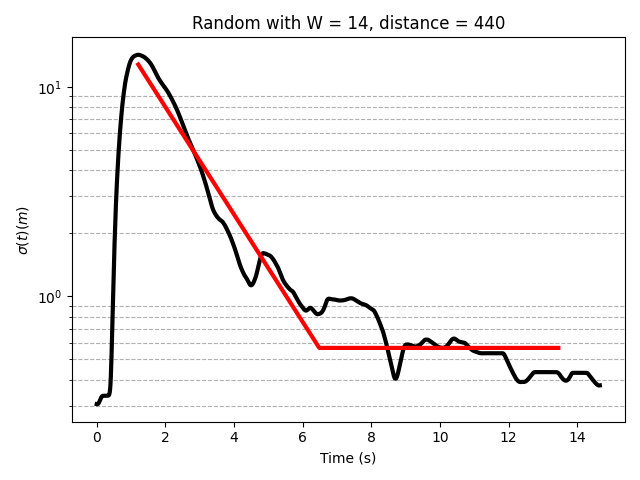 Random with W = 14, distance = 440
10¹
10⁰
σ(t)(m)
0 2 4 6 8 10 12 14
Time (s)